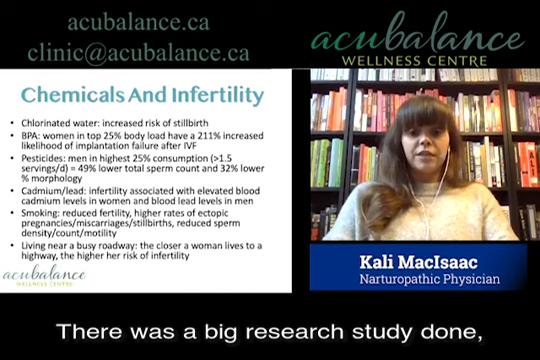 acubalance.ca
clinic@acubalance.ca
acubalance
WELLNESS CENTRE
Chemicals And Infertility
• Chlorinated water: increased risk of stillbirth
• BPA: women in top 25% body load have a 211% increased
likelihood of implantation failure after IVF
• Pesticides: men in highest 25% consumption (>1.5
servings/d) = 49% lower total sperm count and 32% lower
% morphology
• Cadmium/lead: infertility associated with elevated blood
cadmium levels in women and blood lead levels in men
• Smoking: reduced fertility, higher rates of ectopic
pregnancies/miscarriages/stillbirths, reduced sperm
density/count/motility
• Living near a busy roadway: the closer a woman lives to a
highway, the higher her risk of infertility
acubalance
WELLNESS CENTRE
Kali MacIsaac
Narturopathic Physician
There was a big research study done,